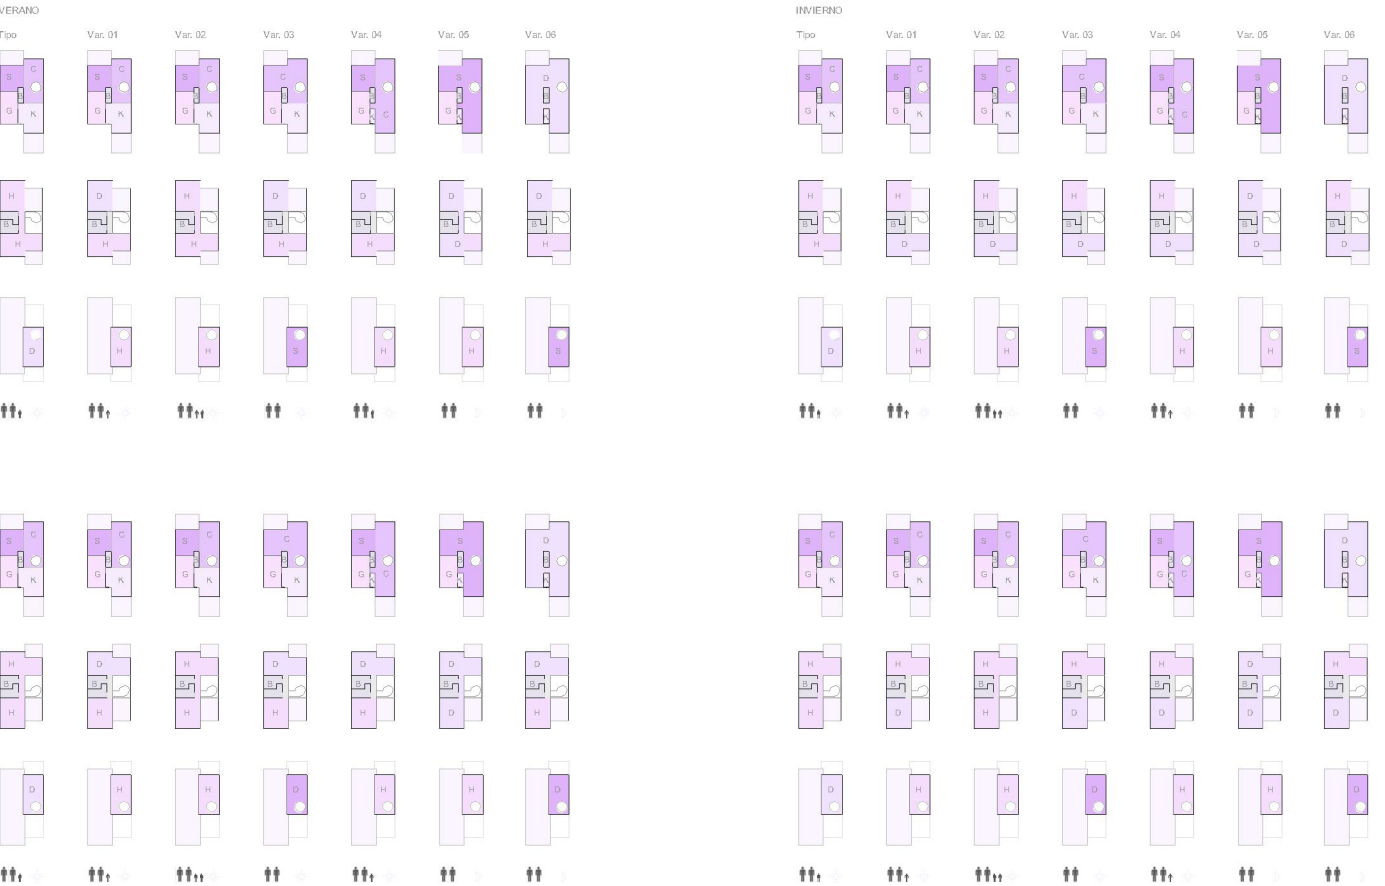 VERANO INVIERNO
Tipo Var. 01 Var. 02 Var. 03 Var. 04 Var. 05 Var. 06 Tipo Var. 01 Var. 02 Var. 03 Var. 04 Var. 05 Var. 06
S C S C S C C S S D S C S C S C C S S D
B B B B B B B B B B B B B B
G K G K G K K G K C G K K G K G K G K K G K C G K K
H D H D D D D H H H H H D H
B B B B B B B B B B B B B B
H H H H H D H H D D D D D D
D H H S H H S D H H S H H S
S C S C S C C S S D S C S C S C C S S D
B B B B B B B B B B B B B B
G K G K G K K G K C G K K G K G K G K K G K C G K K
H D H D D D D H H H H H D H
B B B B B B B B B B B B B B
H H H H H D H H D H D D D D
D H H D H H D D H H D H H D